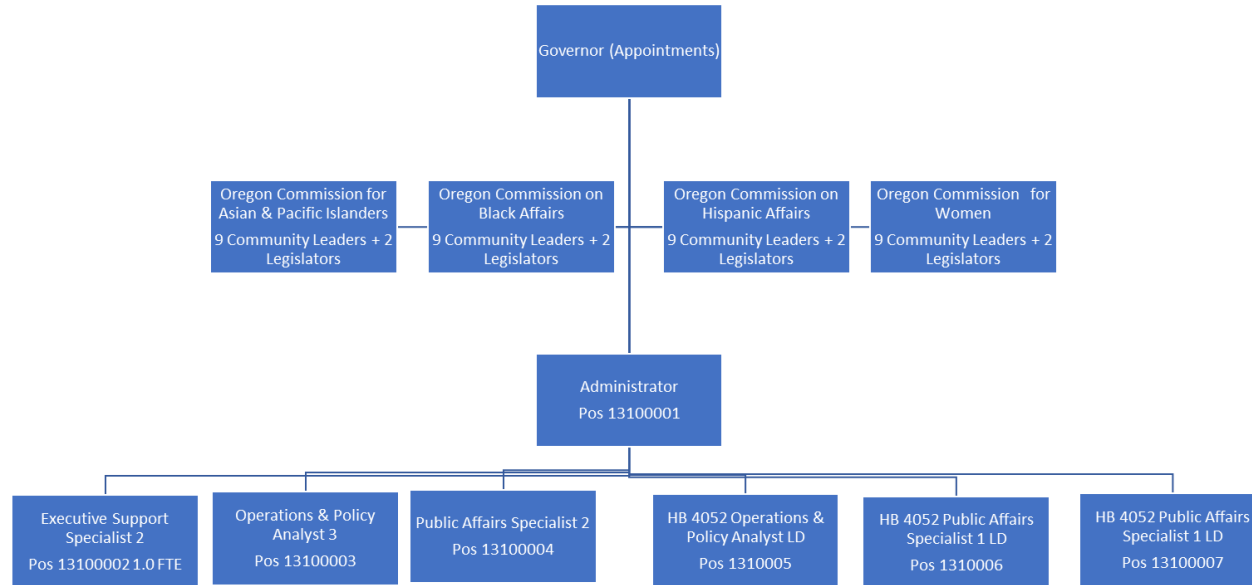 Governor (Appointments)
Oregon Commission for
Asian & Pacific Islanders
9 Community Leaders + 2
Legislators
Oregon Commission on
Black Affairs
9 Community Leaders + 2
Legislators
Oregon Commission on
Hispanic Affairs
9 Community Leaders + 2
Legislators
Oregon Commission for
Women
9 Community Leaders + 2
Legislators
Administrator
Pos 13100001
Executive Support
Specialist 2
Pos 13100002 1.0 FTE
Operations & Policy
Analyst 3
Pos 13100003
Public Affairs Specialist 2
Pos 13100004
HB 4052 Operations &
Policy Analyst LD
Pos 1310005
HB 4052 Public Affairs
Specialist 1 LD
Pos 1310006
HB 4052 Public Affairs
Specialist 1 LD
Pos 13100007